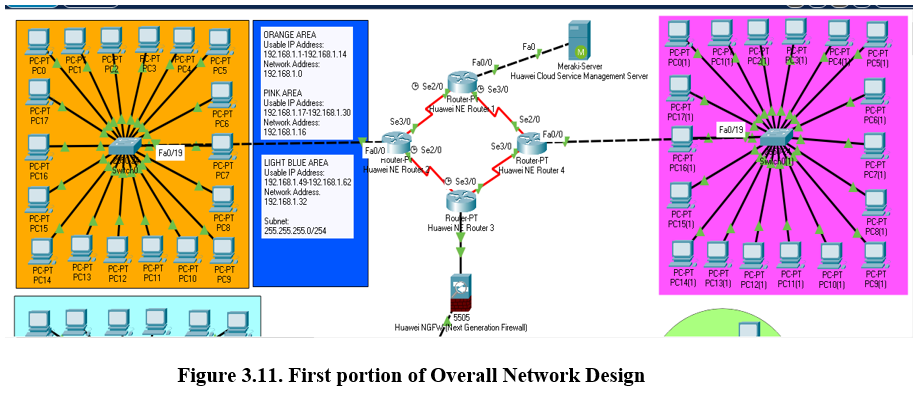 PC-PT
PC0
PC-PT
PC1
PC-PT
PC2
PC-PT
PC3
PC-PT
PC4
PC-PT
PC5
PC-PT
PC17
PC-PT
PC6
PC-PT
PC16
Fa0/19
Switch0
PC-PT
PC7
PC-PT
PC15
PC-PT
PC8
PC-PT
PC14
PC-PT
PC13
PC-PT
PC12
PC-PT
PC11
PC-PT
PC10
PC-PT
PC9
ORANGE AREA
Usable IP Address:
192.168.1.1-192.168.1.14
Network Address:
192.168.1.0
PINK AREA
Usable IP Address:
192.168.1.17-192.168.1.30
Network Address:
192.168.1.16
LIGHT BLUE AREA
Usable IP Address:
192.168.1.49-192.168.1.62
Network Address.
192.168.1.32
Subnet:
255.255.255.0/254
Fa0
Meraki-Server
Huawei Cloud Service Management Server
Fa0/0
Se2/0
Se3/0
Router-PT
Huawei NE Router 1
Se3/0
Fa0/0
Se2/0
Router-PT
Huawei NE Router 2
Se2/0
Fa0/0
Se3/0
Router-PT
Huawei NE Router 4
Se3/0
Router-PT
Huawei NE Router 3
5505
Huawei NGFW(Next Generation Firewall)
PC-PT
PC0(1)
PC-PT
PC1(1)
PC-PT
PC2(1)
PC-PT
PC3(1)
PC-PT
PC4(1)
PC-PT
PC5(1)
PC-PT
PC17(1)
PC-PT
PC6(1)
PC-PT
PC16(1)
Fa0/19
Switch0(1)
PC-PT
PC7(1)
PC-PT
PC15(1)
PC-PT
PC8(1)
PC-PT
PC14(1)
PC-PT
PC13(1)
PC-PT
PC12(1)
PC-PT
PC11(1)
PC-PT
PC10(1)
PC-PT
PC9(1)
Figure 3.11. First portion of Overall Network Design